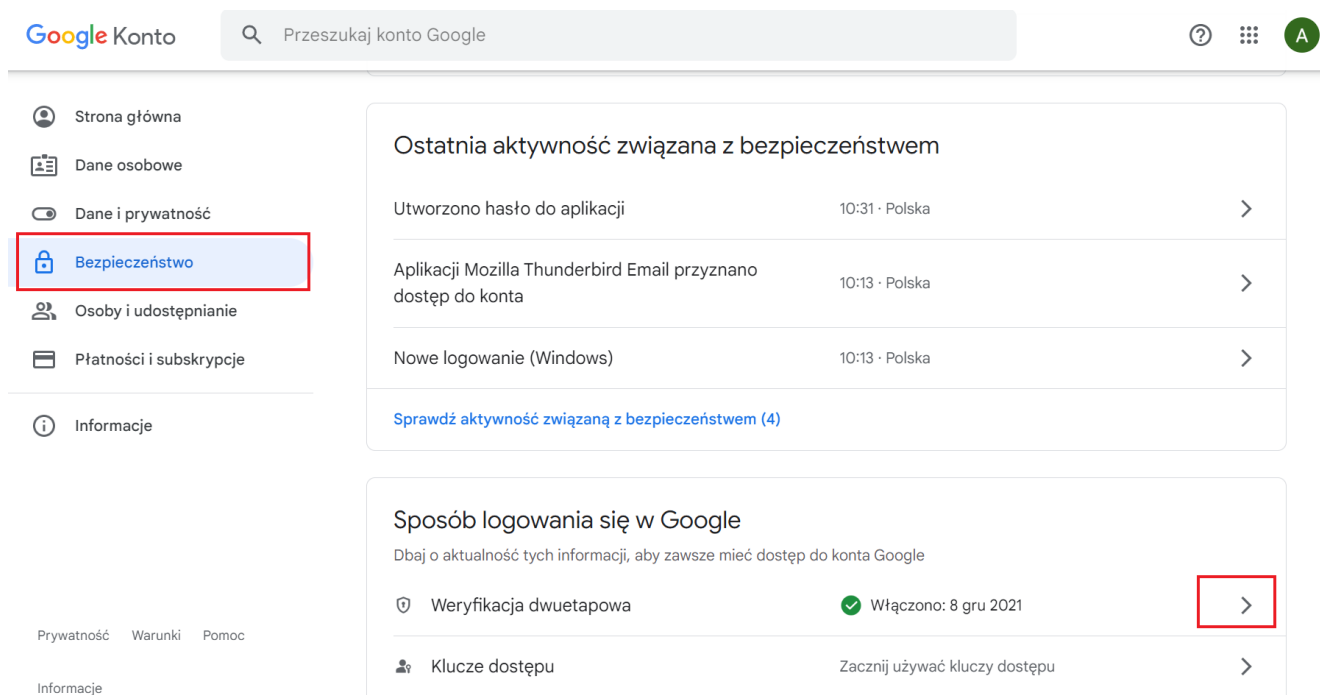 Google Konto
Przeszukaj konto Google
A
Strona główna
Dane osobowe
Dane i prywatność
Bezpieczeństwo
Osoby i udostępnianie
Płatności i subskrypcje
Informacje
Prywatność Warunki Pomoc
Informacje
Ostatnia aktywność związana z bezpieczeństwem
Utworzono hasło do aplikacji 10:31 · Polska
Aplikacji Mozilla Thunderbird Email przyznano
dostęp do konta
10:13 · Polska
Nowe logowanie (Windows) 10:13 · Polska
Sprawdź aktywność związaną z bezpieczeństwem (4)
Sposób logowania się w Google
Dbaj o aktualność tych informacji, aby zawsze mieć dostęp do konta Google
Weryfikacja dwuetapowa Włączono: 8 gru 2021
Klucze dostępu Zacznij używać kluczy dostępu